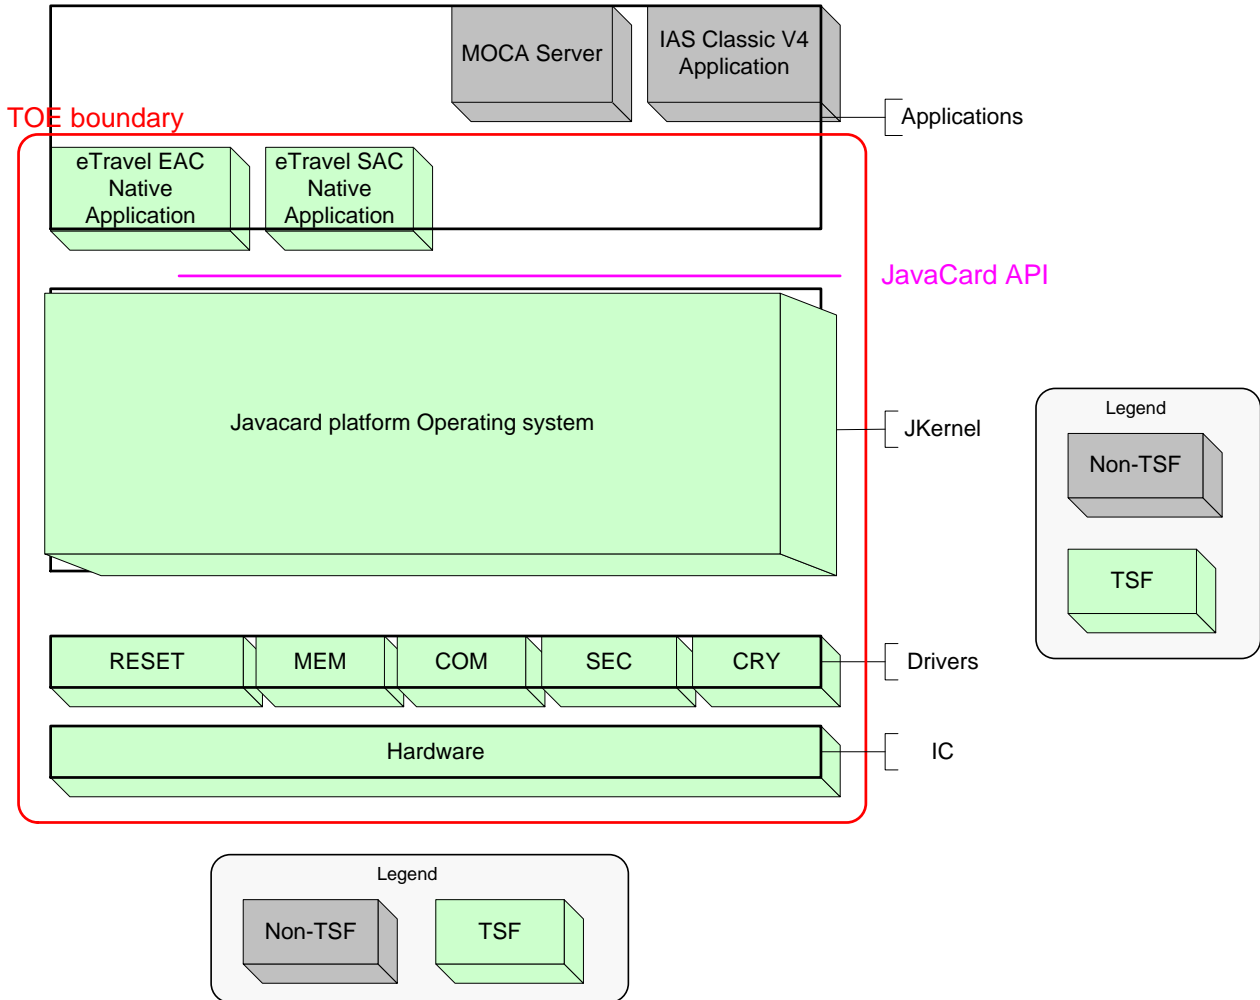 MOCA Server
IAS Classic V4
Application
Applications
TOE boundary
eTravel EAC
Native
Application
eTravel SAC
Native
Application
JavaCard API
Javacard platform Operating system
JKernel
Legend
Non-TSF
TSF
RESET
MEM
COM
SEC
CRY
Drivers
Hardware
IC
Legend
Non-TSF
TSF